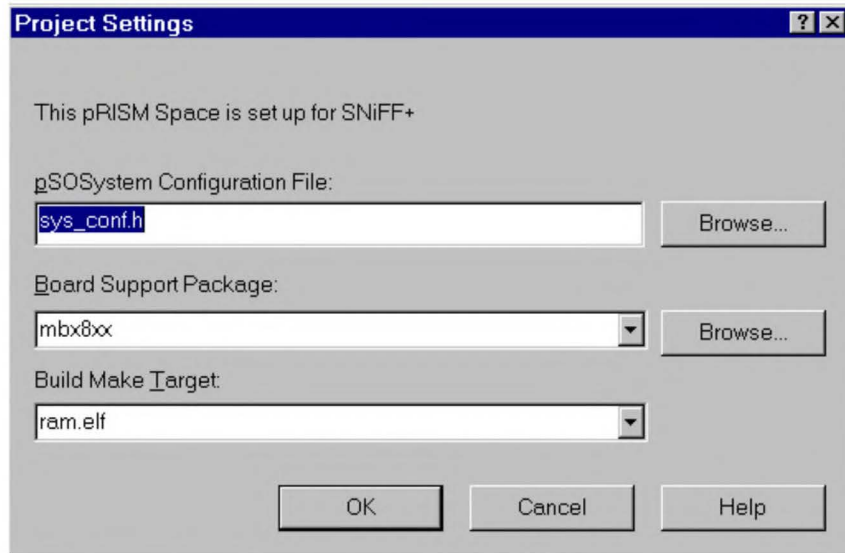 Project Settings
This pRISM Space is set up for SNiFF+
pSOSystem Configuration File:
sys_conf.h
Browse...
Board Support Package:
mbx8xx
Browse...
Build Make Target:
ram.elf
OK
Cancel
Help